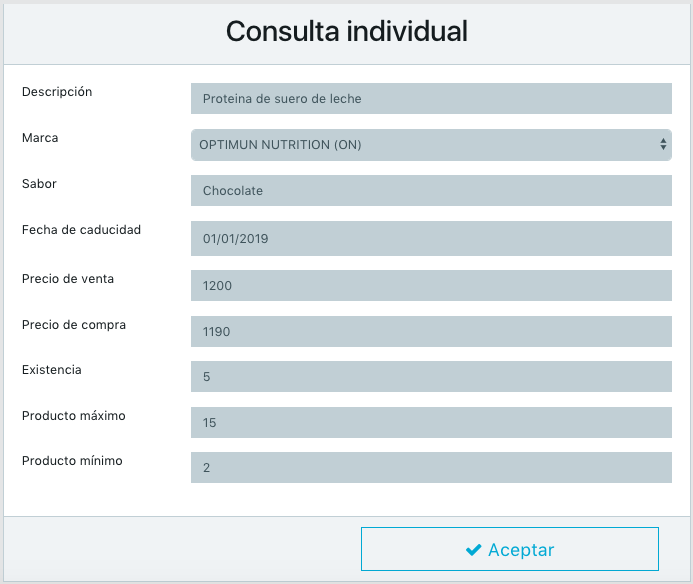 Consulta individual
Descripción
Proteina de suero de leche
Marca
OPTIMUN NUTRITION (ON)
Sabor
Chocolate
Fecha de caducidad
01/01/2019
Precio de venta
1200
Precio de compra
1190
Existencia
5
Producto máximo
15
Producto mínimo
2
Aceptar